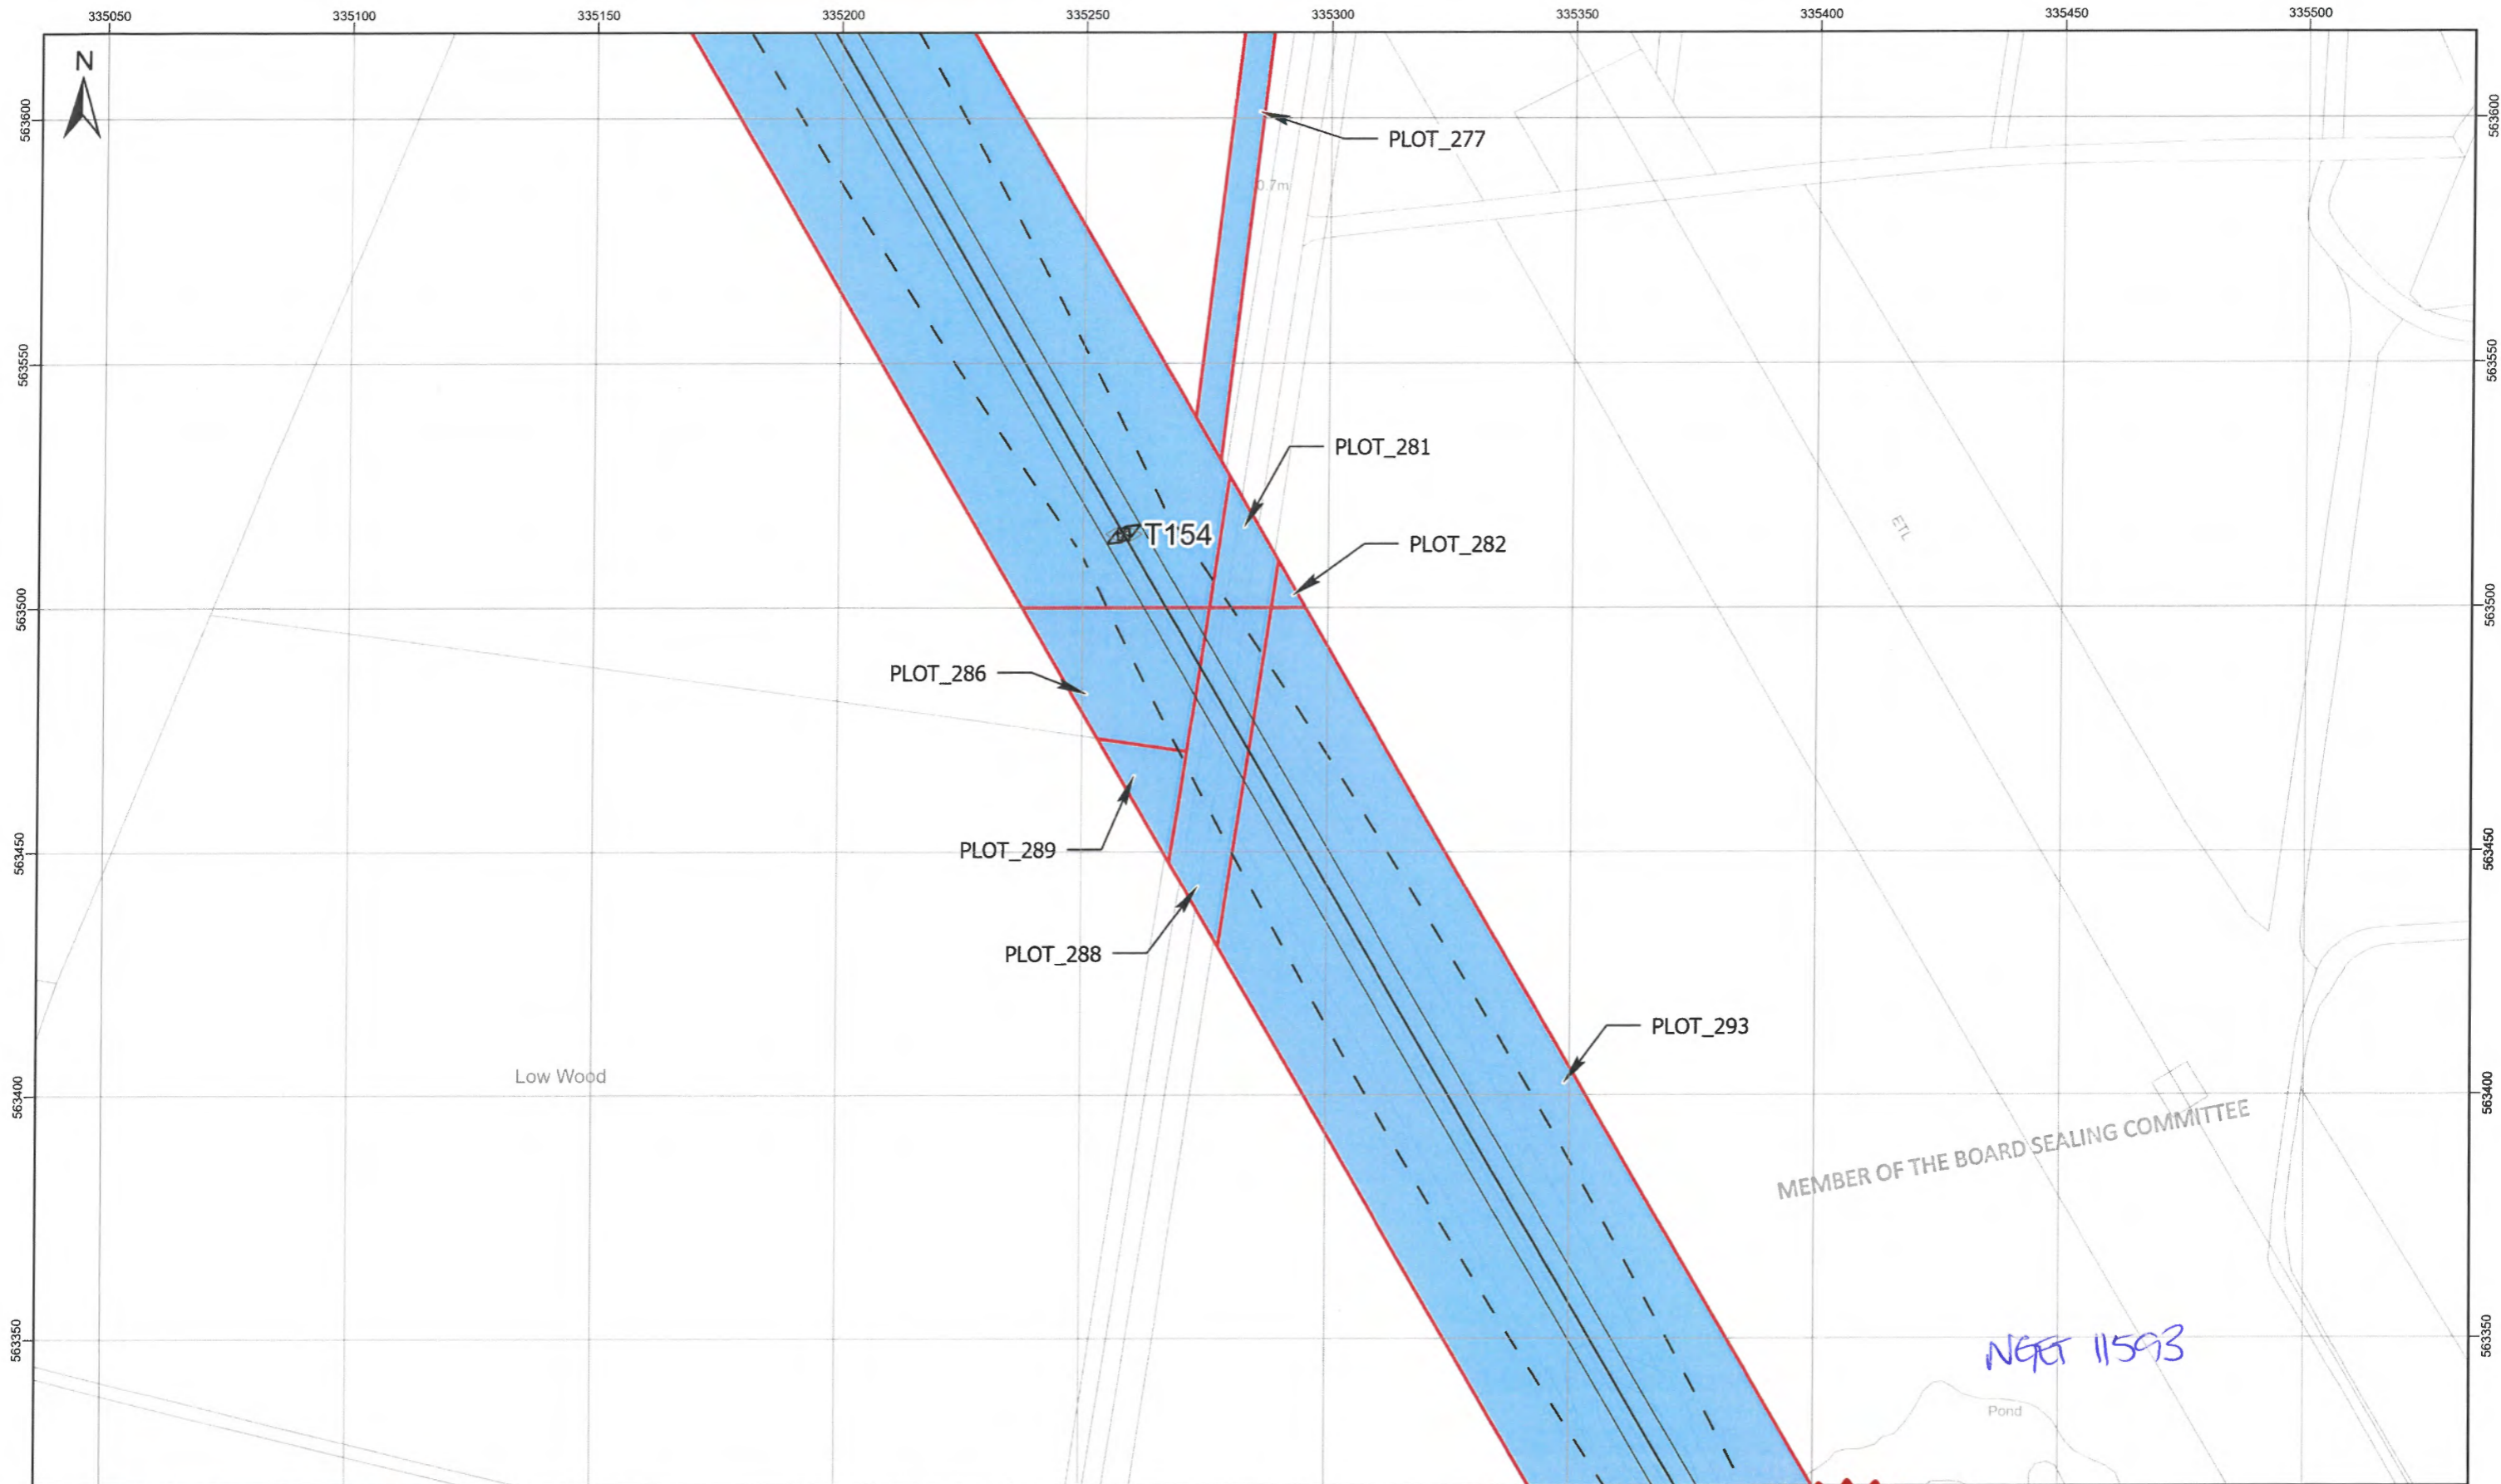 335050 335100 335150 335200 335250 335300 335350 335400 335450 335500
N
563600 563600
PLOT_277
0.7m
563550 563550
PLOT_281
ETL
T154
PLOT_282
563500 563500
PLOT_286
PLOT_289
563450 563450
PLOT_288
PLOT_293
Low Wood
563400 563400
MEMBER OF THE BOARD SEALING COMMITTEE
563350 563350
NGET 11593
Pond